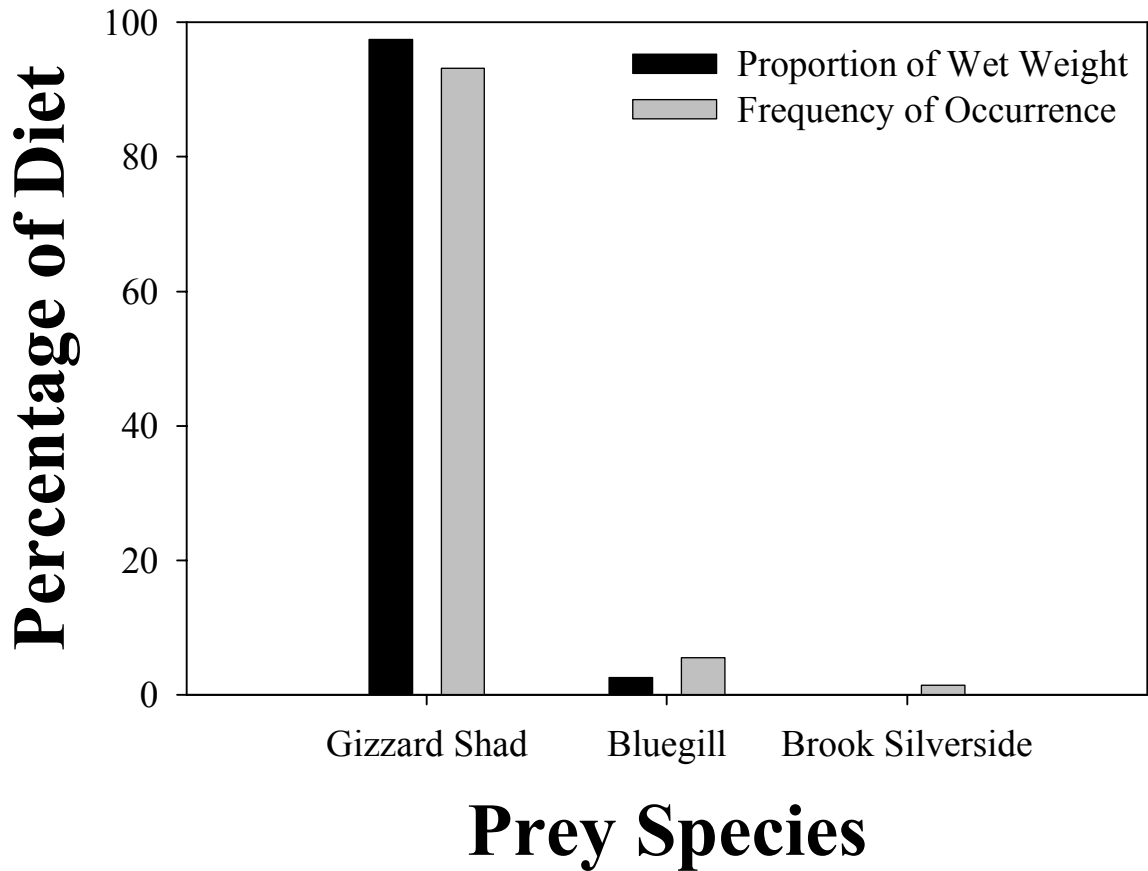 Percentage of Diet
100
80
60
40
20
0
Proportion of Wet Weight
Frequency of Occurrence
Gizzard Shad
Bluegill
Brook Silverside
Prey Species